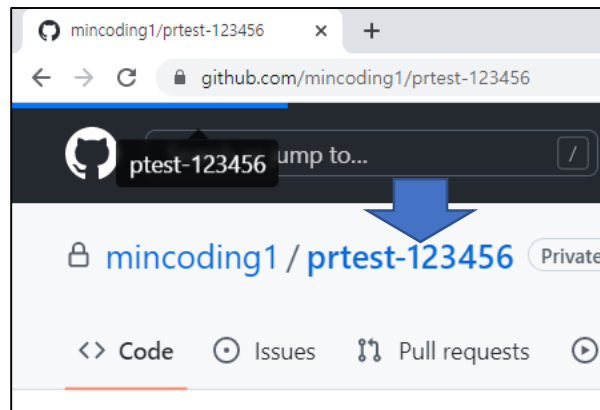 mincoding1/prtest-123456
github.com/mincoding1/prtest-123456
ptest-123456 ump to... /
mincoding1 / prtest-123456 Private
<> Code Issues Pull requests